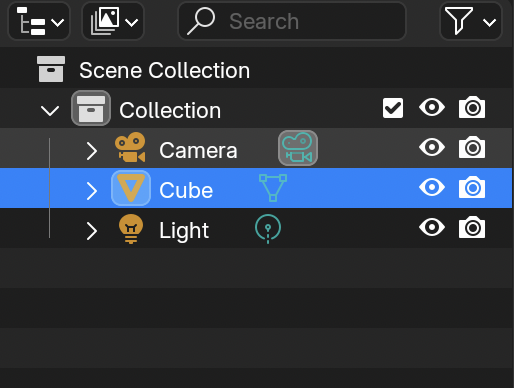 Search
Scene Collection
Collection
Camera
Cube
Light